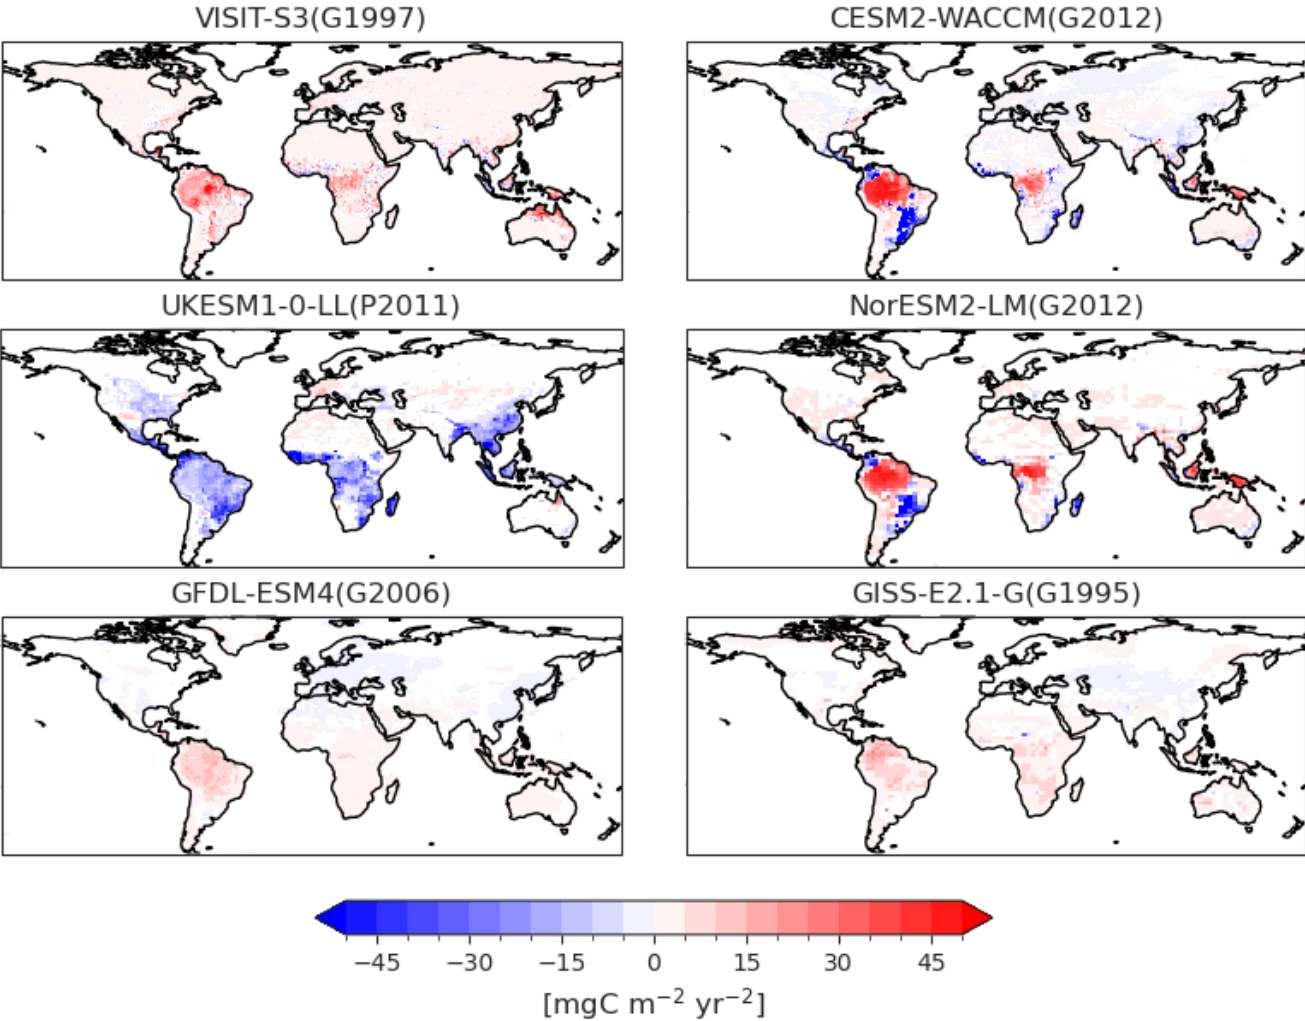 VISIT-S3(G1997) CESM2-WACCM(G2012)
UKESM1-0-LL(P2011) NorESM2-LM(G2012)
GFDL-ESM4(G2006) GISS-E2.1-G(G1995)
−45 −30 −15 0 15 30 45
[mgC m⁻² yr⁻²]